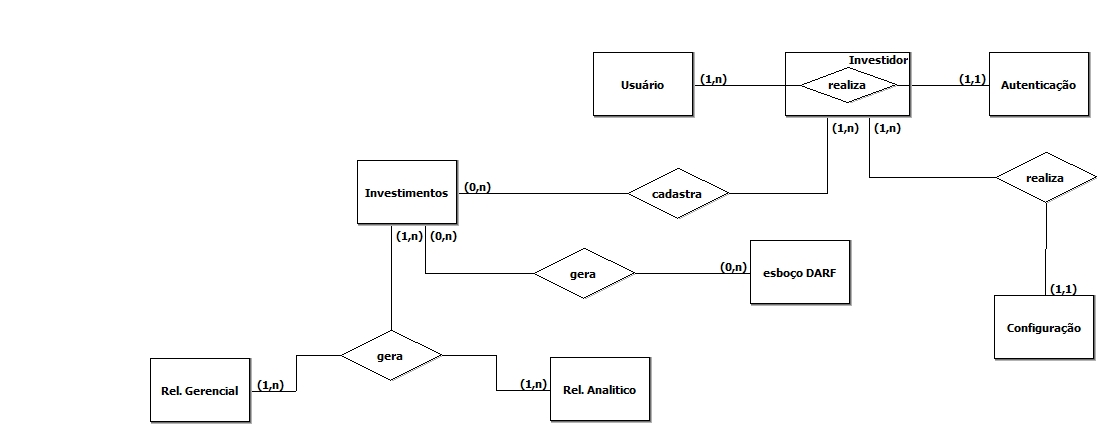 Investidor
Usuário
(1,n)
realiza
(1,1)
Autenticação
(1,n)
(1,n)
Investimentos
(0,n)
cadastra
realiza
(1,n)
(0,n)
gera
(0,n)
esboço DARF
(1,1)
Configuração
gera
Rel. Gerencial
(1,n)
(1,n)
Rel. Analitico